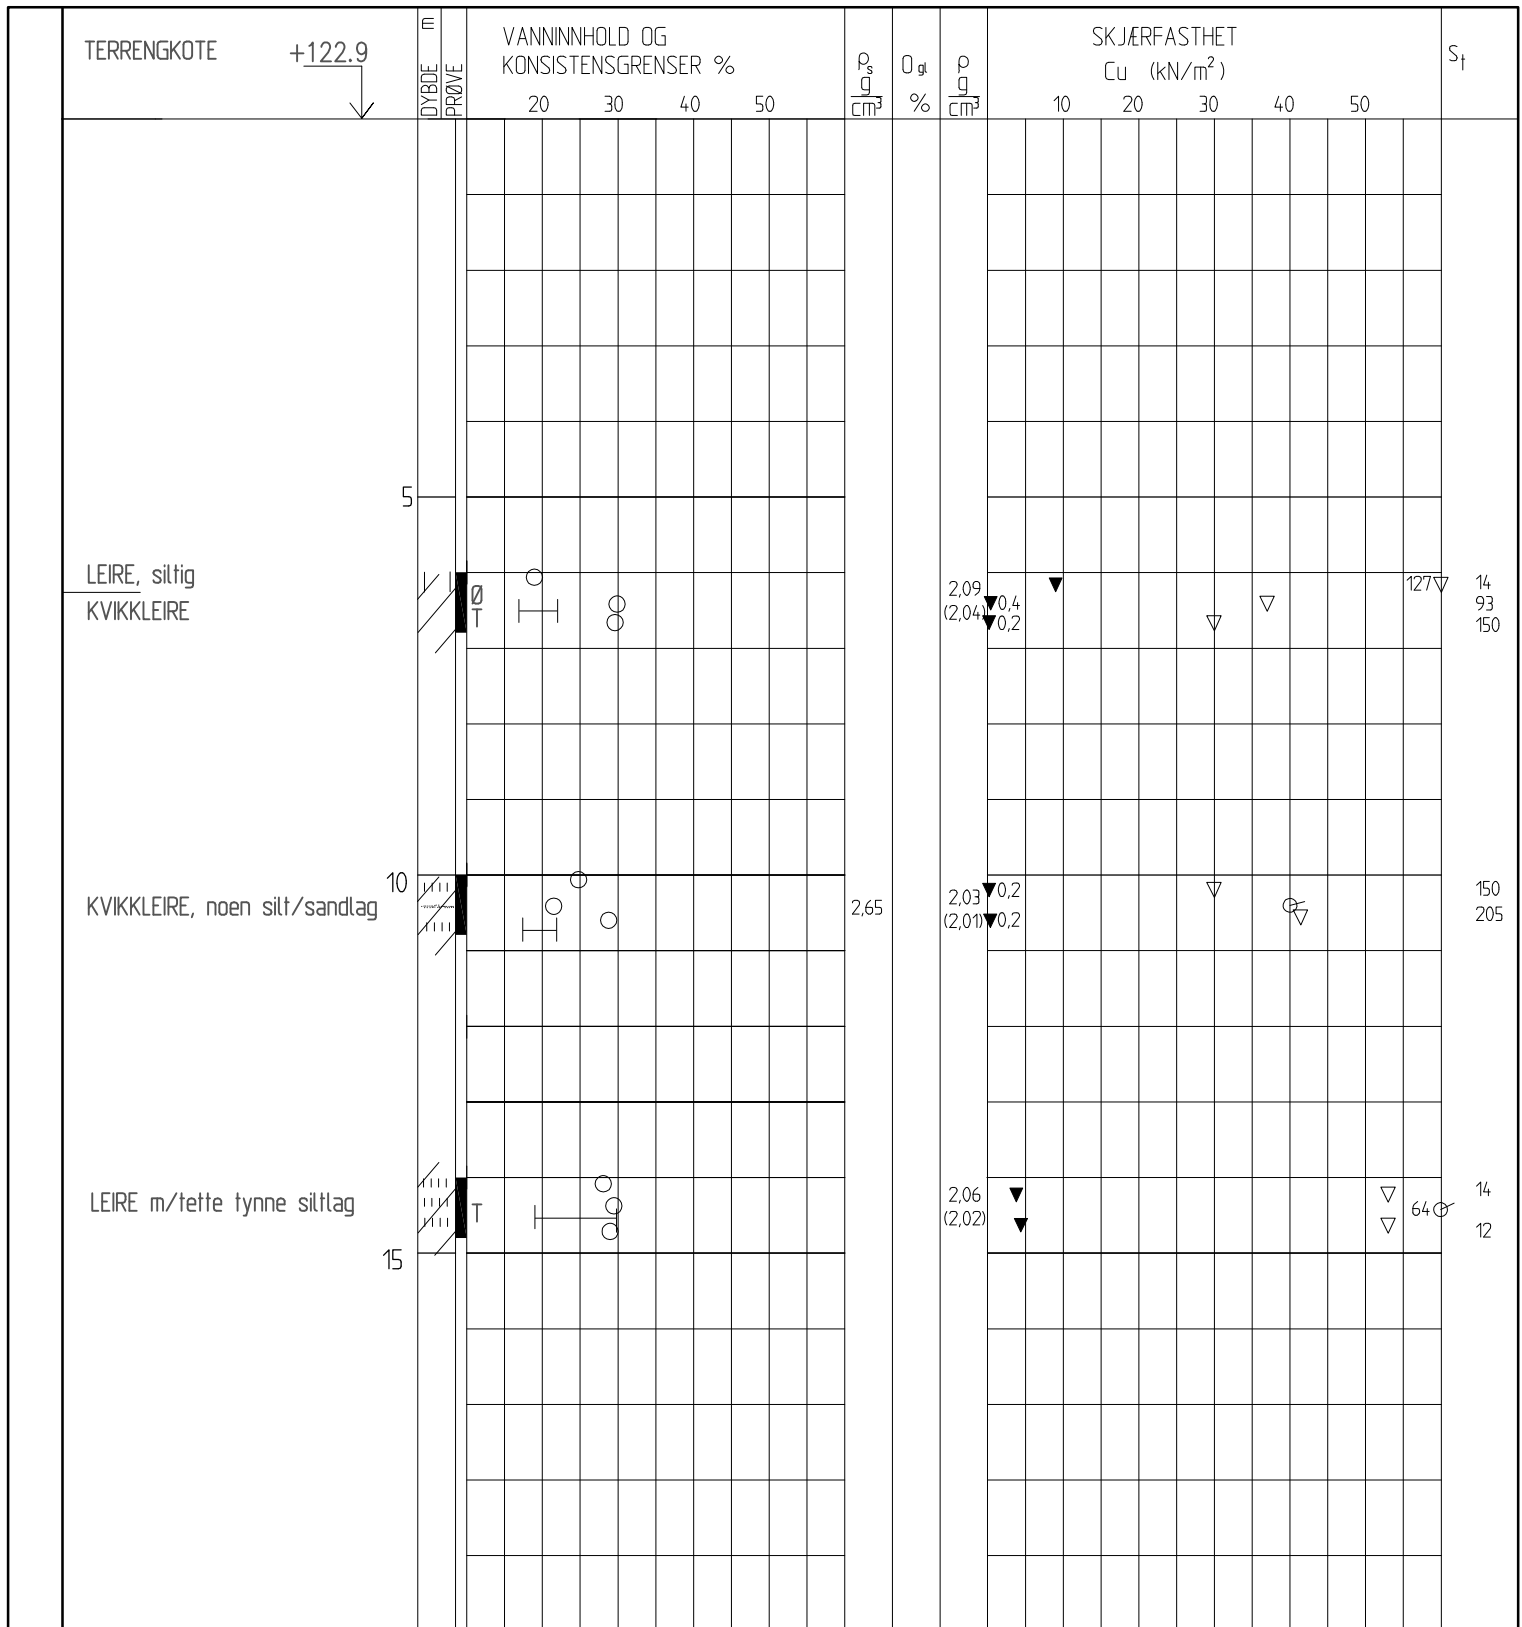 TERRENGKOTE +122.9
m
DYBDE
PRØVE
VANNINNHOLD OG
KONSISTENSGRENSER %
20 30 40 50
ρs
g
cm³
O gl
%
ρ
g
cm³
SKJÆRFASTHET
Cu (kN/m²)
10 20 30 40 50
St
5
LEIRE, siltig
KVIKKLEIRE
Ø
T
2,09
(2,04)
0,4
0,2
127
14
93
150
10
KVIKKLEIRE, noen silt/sandlag
2,65
2,03
(2,01)
0,2
0,2
150
205
LEIRE m/tette tynne siltlag
T
2,06
(2,02)
64
14
12
15